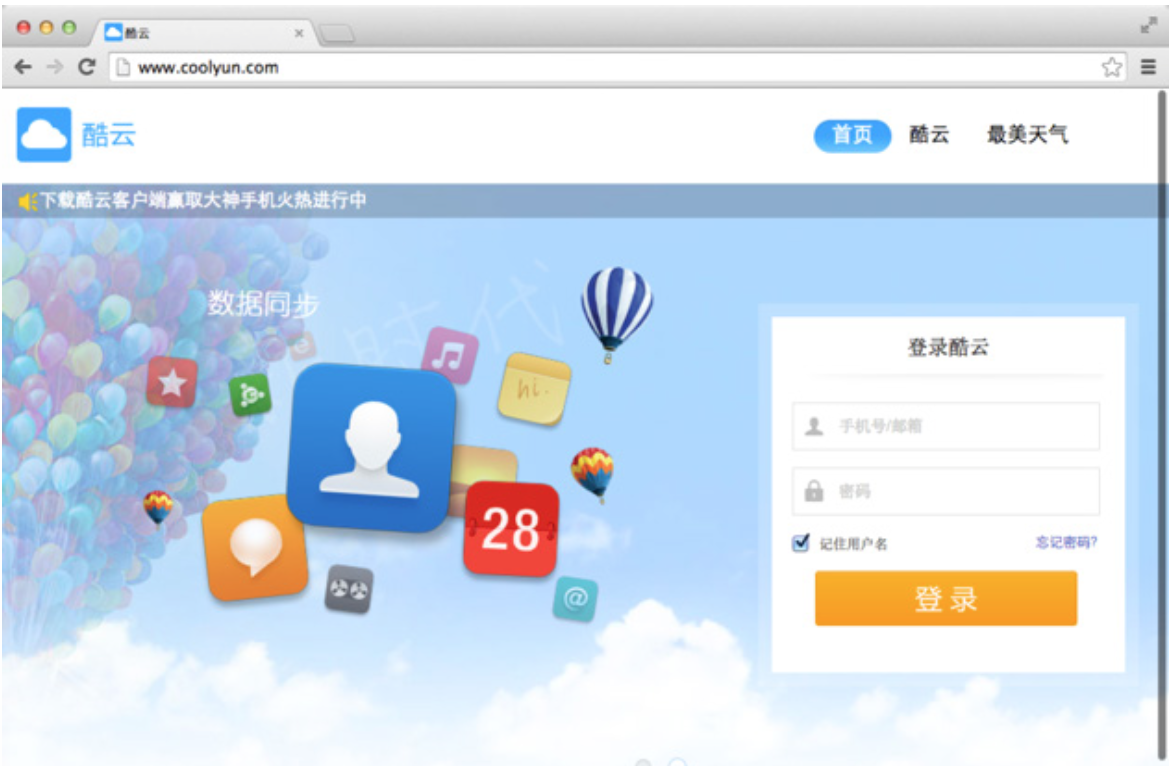 酷云
www.coolyun.com
酷云
首页 酷云 最美天气
下载酷云客户端赢取大神手机火热进行中
时代
数据同步
hi.
28
@
登录酷云
手机号/邮箱
密码
记住用户名 忘记密码?
登录